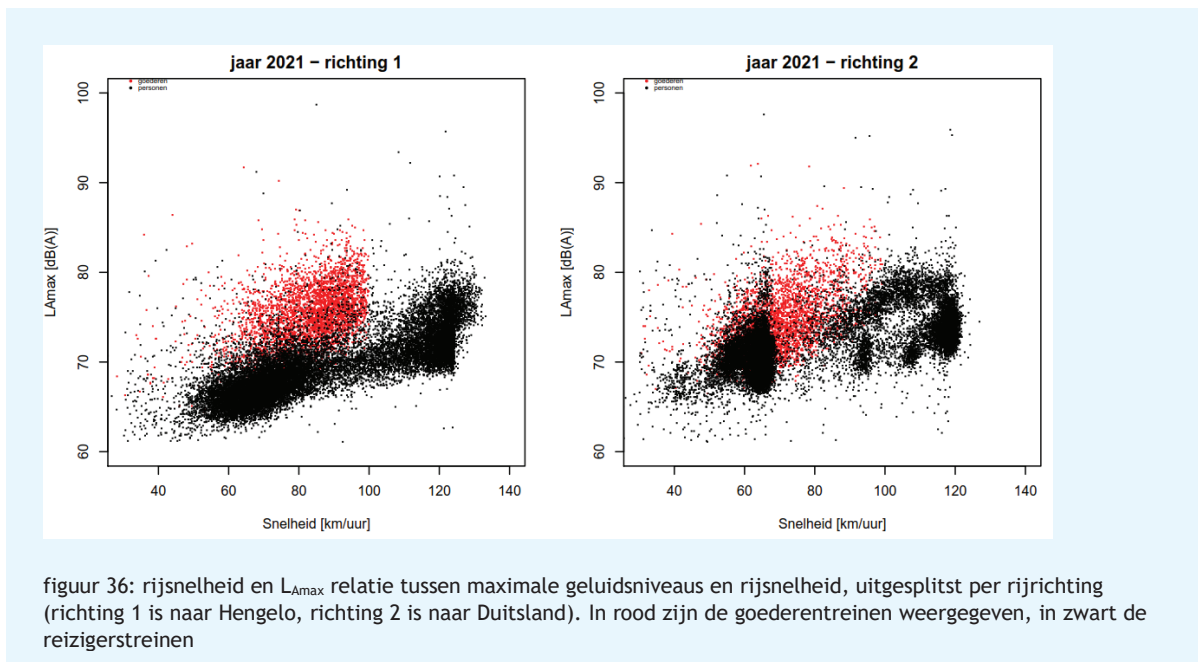 jaar 2021 – richting 1
goederen
personen
LAmax [dB(A)]
100
90
80
70
60
40 60 80 100 120 140
Snelheid [km/uur]
jaar 2021 – richting 2
goederen
personen
LAmax [dB(A)]
100
90
80
70
60
40 60 80 100 120 140
Snelheid [km/uur]
figuur 36: rijsnelheid en LAmax relatie tussen maximale geluidsniveaus en rijsnelheid, uitgesplitst per rijrichting
(richting 1 is naar Hengelo, richting 2 is naar Duitsland). In rood zijn de goederentreinen weergegeven, in zwart de
reizigerstreinen